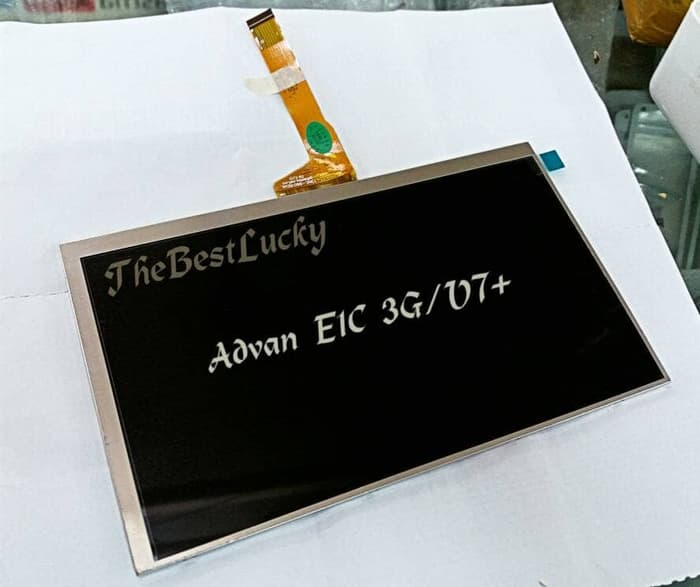 TheBestLucky
Advan E1C 3G/V7+